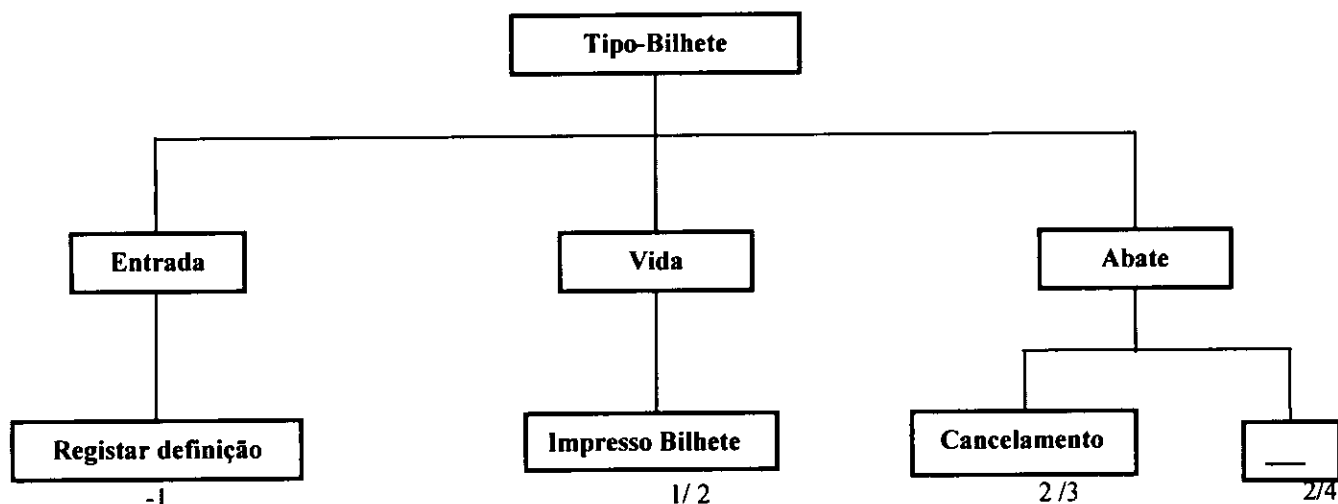 Tipo-Bilhete
Entrada
Vida
Abate
Registar definição
Impresso Bilhete
Cancelamento
-1
1/ 2
2 /3
2/4